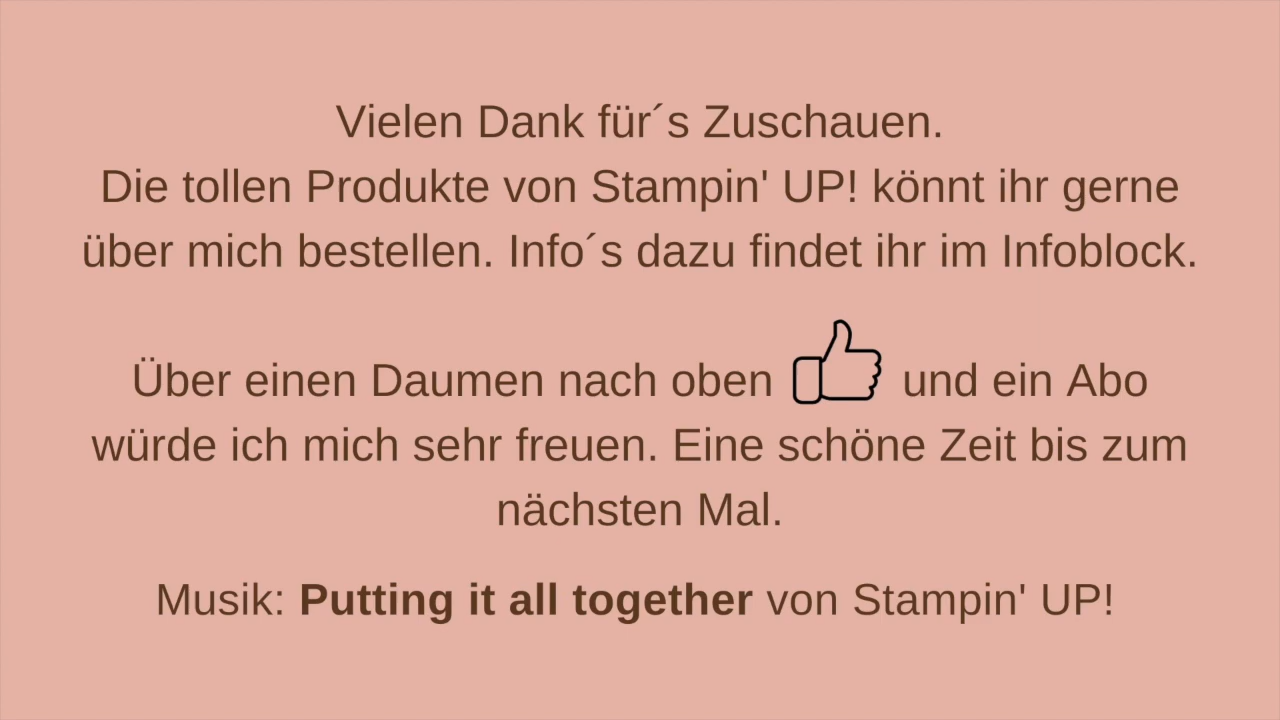 Vielen Dank für´s Zuschauen.
Die tollen Produkte von Stampin' UP! könnt ihr gerne
über mich bestellen. Info´s dazu findet ihr im Infoblock.
Über einen Daumen nach oben und ein Abo
würde ich mich sehr freuen. Eine schöne Zeit bis zum
nächsten Mal.
Musik: Putting it all together von Stampin' UP!